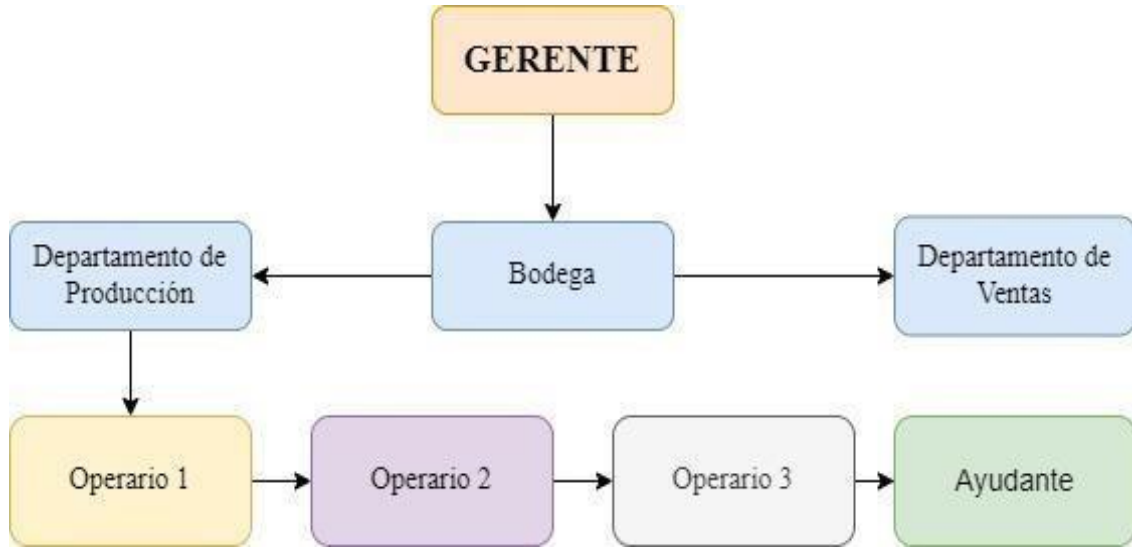 GERENTE
Departamento de
Producción
Bodega
Departamento de
Ventas
Operario 1
Operario 2
Operario 3
Ayudante